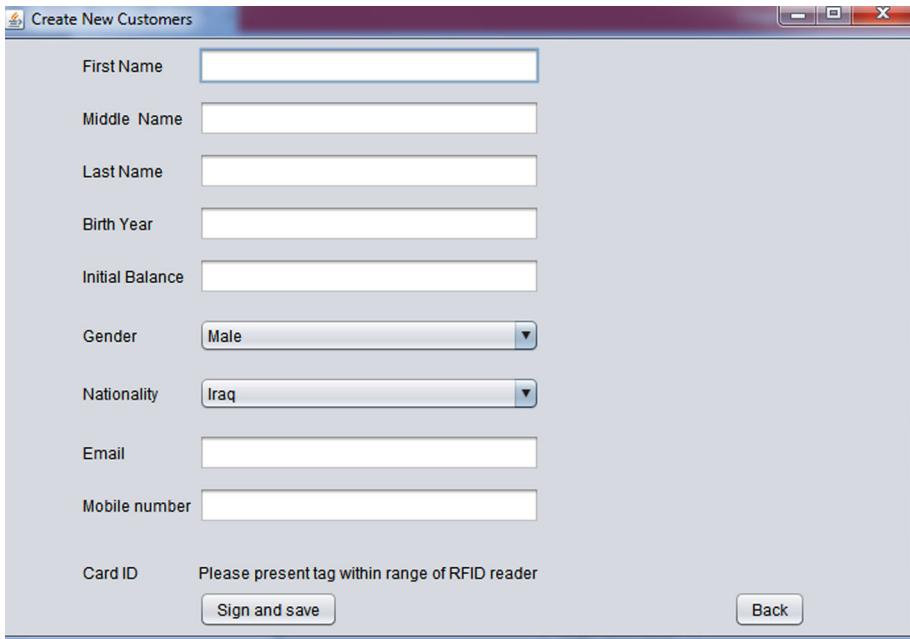 Create New Customers
First Name
Middle Name
Last Name
Birth Year
Initial Balance
Gender Male
Nationality Iraq
Email
Mobile number
Card ID Please present tag within range of RFID reader
Sign and save Back